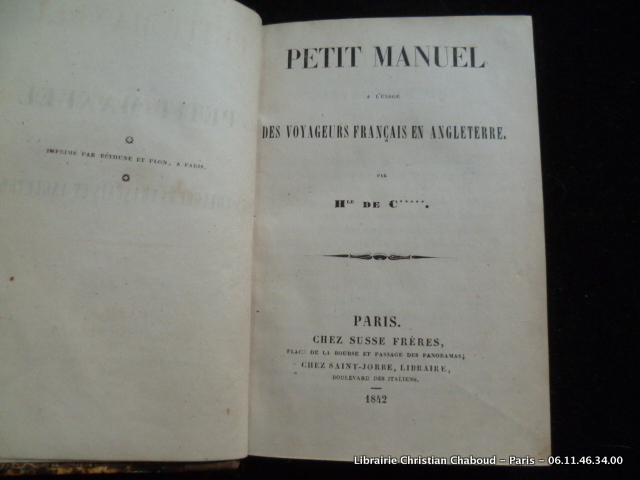 IMPRIMÉ PAR BÉTHUNE ET PLON, A PARIS.
PETIT MANUEL
A L'USAGE
DES VOYAGEURS FRANÇAIS EN ANGLETERRE.
PAR
HLE DE C*****.
PARIS.
CHEZ SUSSE FRÈRES,
PLACE DE LA BOURSE ET PASSAGE DES PANORAMAS;
CHEZ SAINT-JORRE, LIBRAIRE,
BOULEVARD DES ITALIENS.
1842
Librairie Christian Chaboud - Paris - 06.11.46.34.00